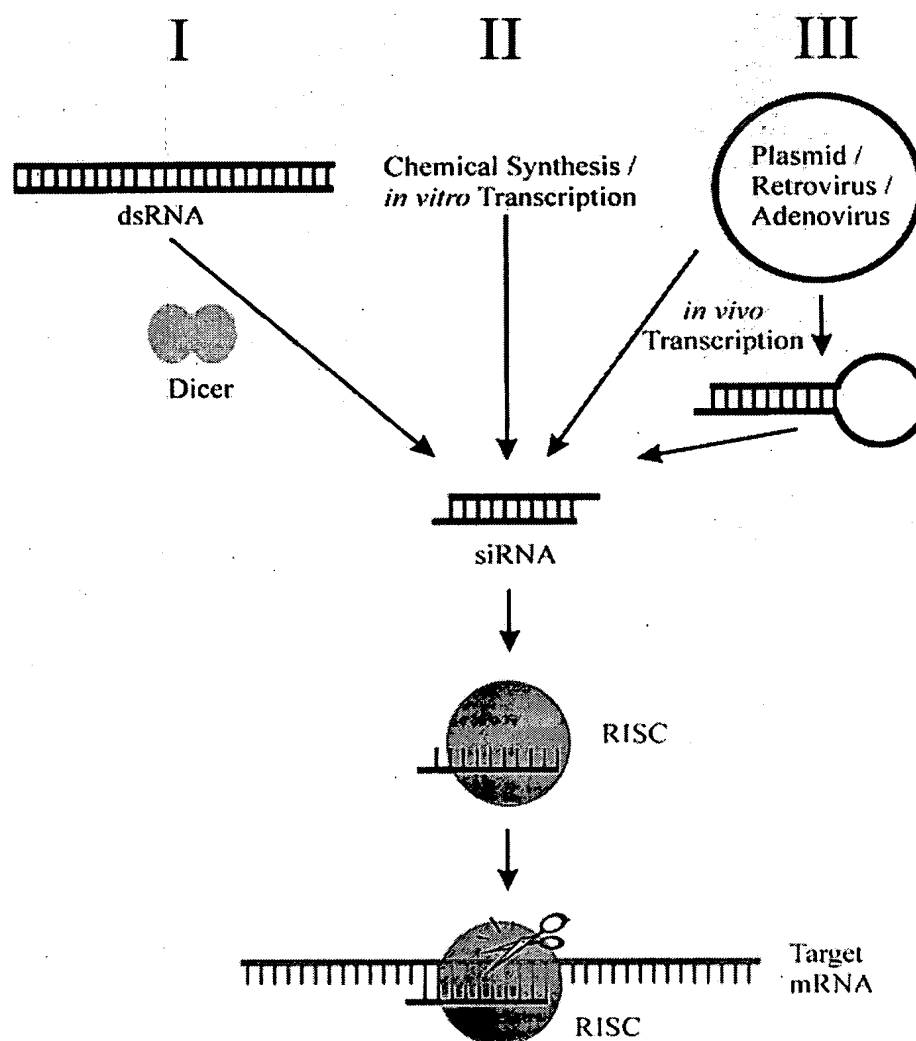 I
II
III
dsRNA
Chemical Synthesis /
in vitro Transcription
Plasmid /
Retrovirus /
Adenovirus
Dicer
in vivo
Transcription
siRNA
RISC
Target
mRNA
RISC